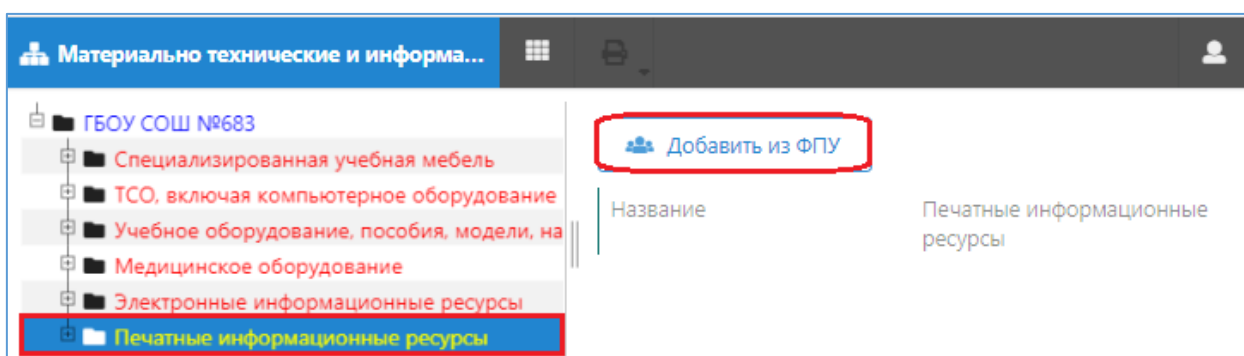 Материально технические и информа...
ГБОУ СОШ №683
Специализированная учебная мебель
ТСО, включая компьютерное оборудование
Учебное оборудование, пособия, модели, на
Медицинское оборудование
Электронные информационные ресурсы
Печатные информационные ресурсы
Добавить из ФПУ
Название
Печатные информационные
ресурсы